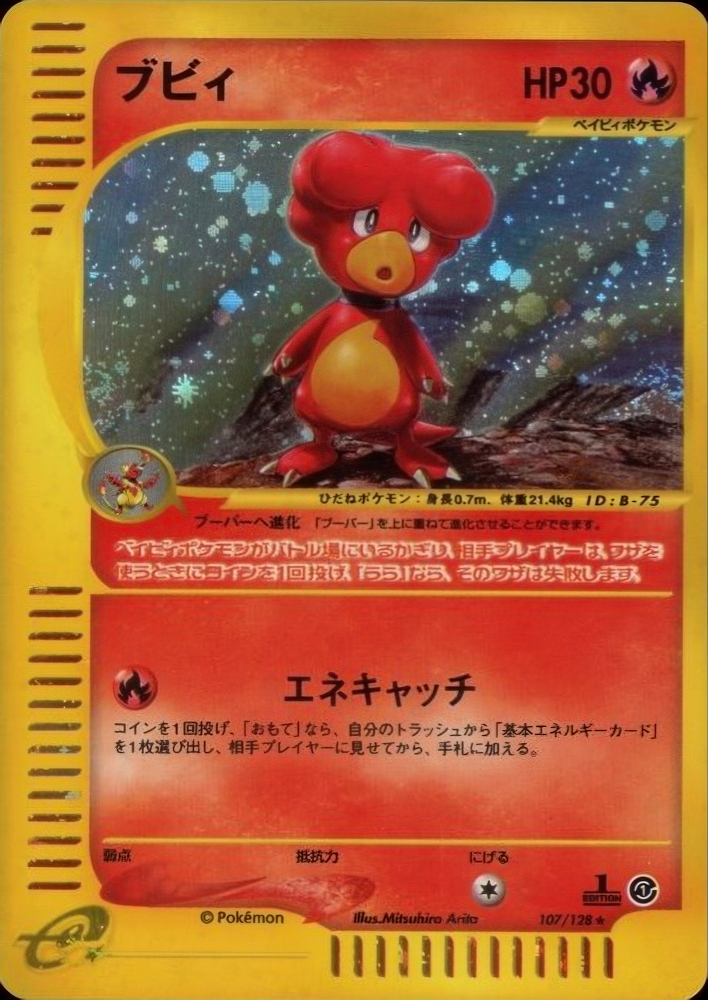 ブビィ HP30
ベイビィポケモン
ひだねポケモン：身長0.7m、体重21.4kg ID：B-75
ブーバーへ進化 「ブーバー」を上に重ねて進化させることができます。
ベイビィポケモンがバトル場にいるかぎり、相手プレイヤーは、ワザを
使うときにコインを1回投げ、「うら」なら、そのワザは失敗します。
エネキャッチ
コインを1回投げ、「おもて」なら、自分のトラッシュから「基本エネルギーカード」
を1枚選び出し、相手プレイヤーに見せてから、手札に加える。
弱点 抵抗力 にげる
1
EDITION
© Pokémon Illus.Mitsuhiro Arita 107/128 ★
e